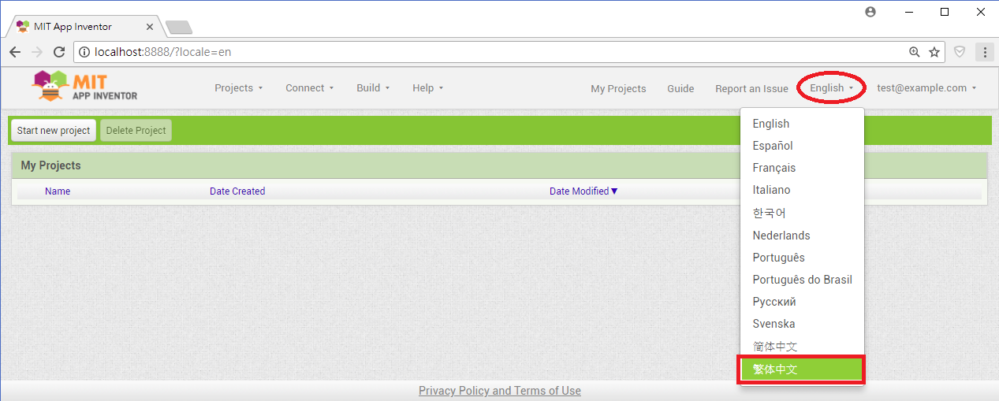 MIT App Inventor
localhost:8888/?locale=en
MIT APP INVENTOR
Projects Connect Build Help My Projects Guide Report an Issue English test@example.com
Start new project Delete Project
My Projects
Name Date Created Date Modified
English
Español
Français
Italiano
한국어
Nederlands
Português
Português do Brasil
Русский
Svenska
简体中文
繁体中文
Privacy Policy and Terms of Use